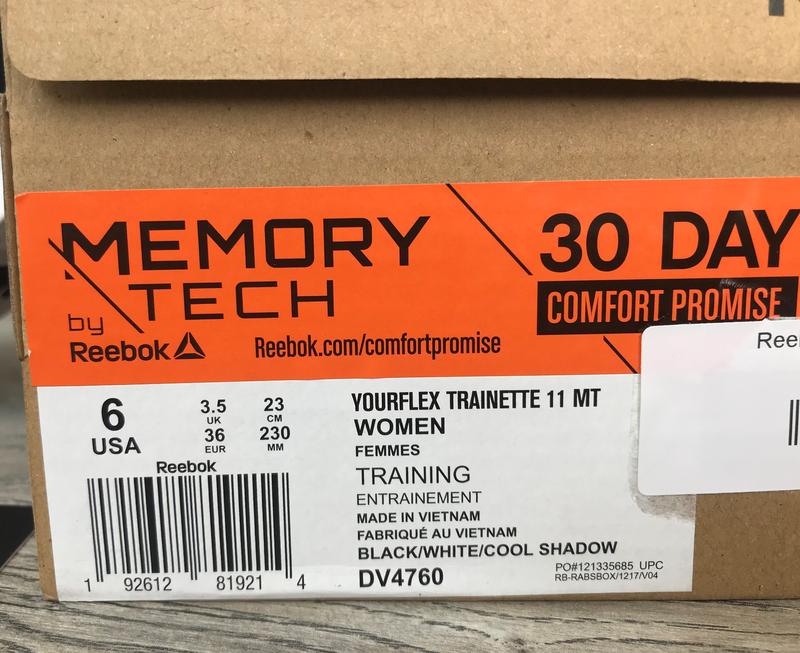 MEMORY
TECH
by
Reebok
Reebok.com/comfortpromise
30 DAY
COMFORT PROMISE
6
USA
3.5
UK
36
EUR
23
CM
230
MM
Reebok
1 92612 81921 4
YOURFLEX TRAINETTE 11 MT
WOMEN
FEMMES
TRAINING
ENTRAINEMENT
MADE IN VIETNAM
FABRIQUÉ AU VIETNAM
BLACK/WHITE/COOL SHADOW
DV4760
PO#121335685 UPC
RB-RABSBOX/1217/V04